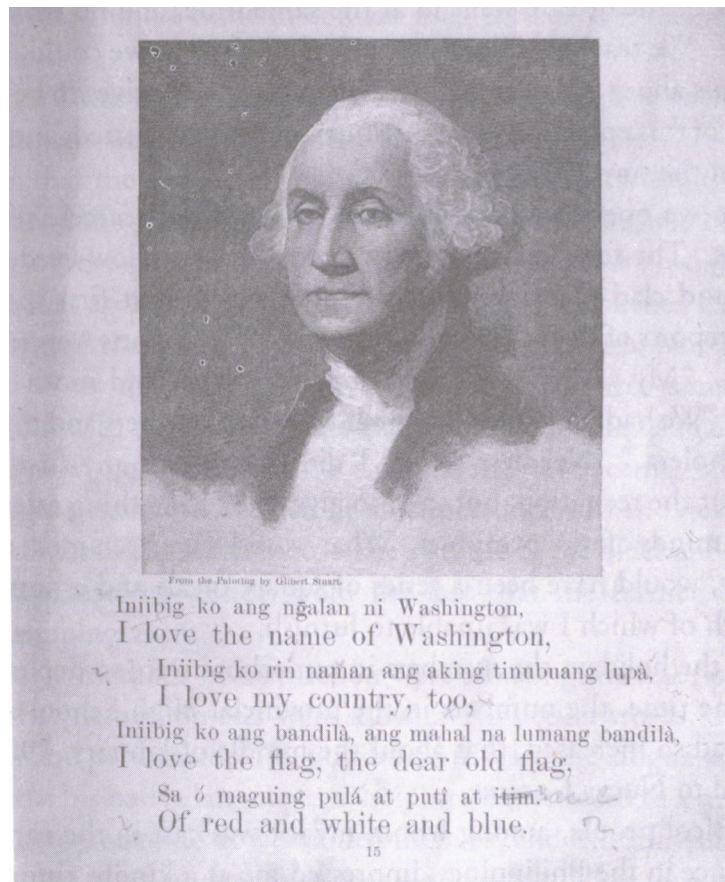 From the Painting by Gilbert Stuart
Iniibig ko ang ng̃alan ni Washington,
I love the name of Washington,
Iniibig ko rin naman ang aking tinubuang lupà,
I love my country, too,
Iniibig ko ang bandilà, ang mahal na lumang bandilà,
I love the flag, the dear old flag,
Sa ó maguing pulá at putî at itim.
Of red and white and blue.
15